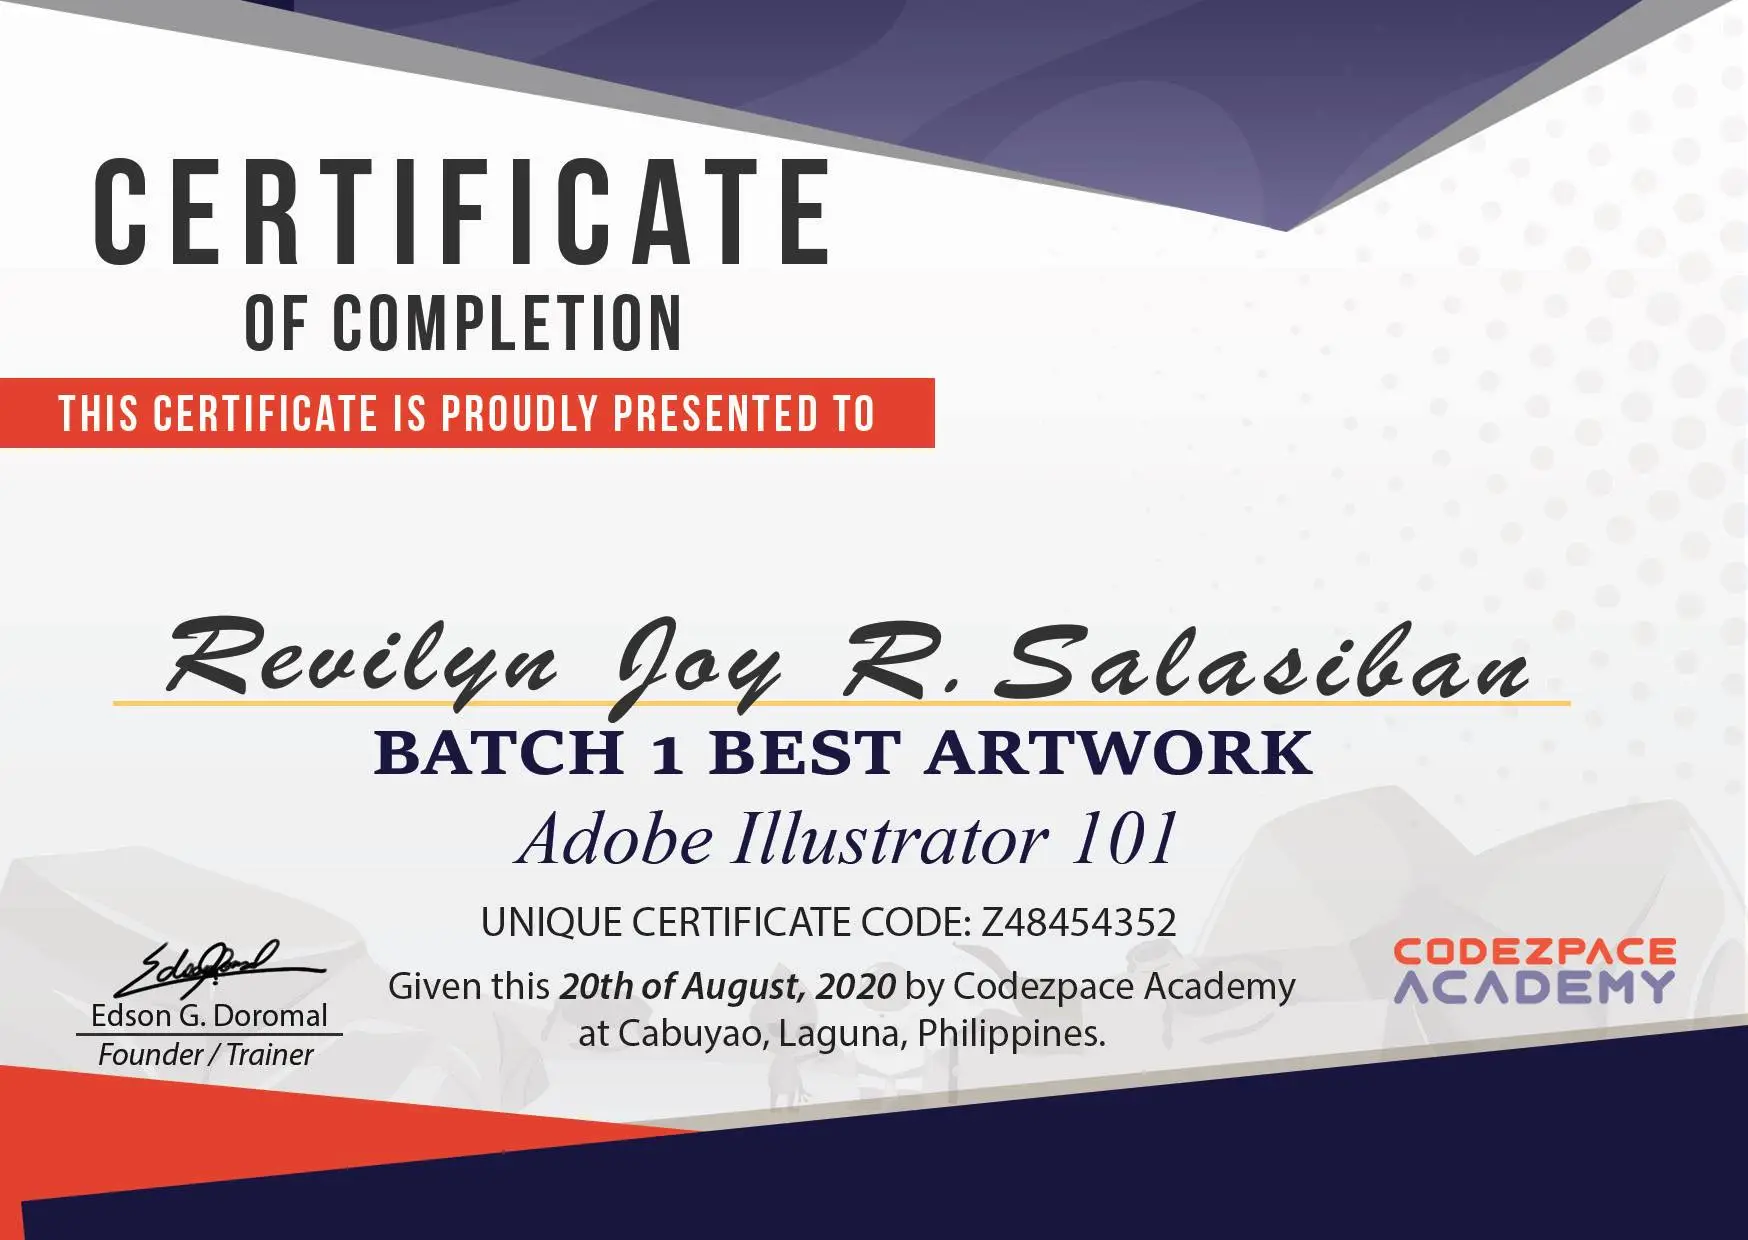 CERTIFICATE
OF COMPLETION
THIS CERTIFICATE IS PROUDLY PRESENTED TO
Revilyn Joy R. Salasiban
BATCH 1 BEST ARTWORK
Adobe Illustrator 101
UNIQUE CERTIFICATE CODE: Z48454352
Given this 20th of August, 2020 by Codezpace Academy
at Cabuyao, Laguna, Philippines.
Edson G. Doromal
Founder / Trainer
CODEZPACE
ACADEMY